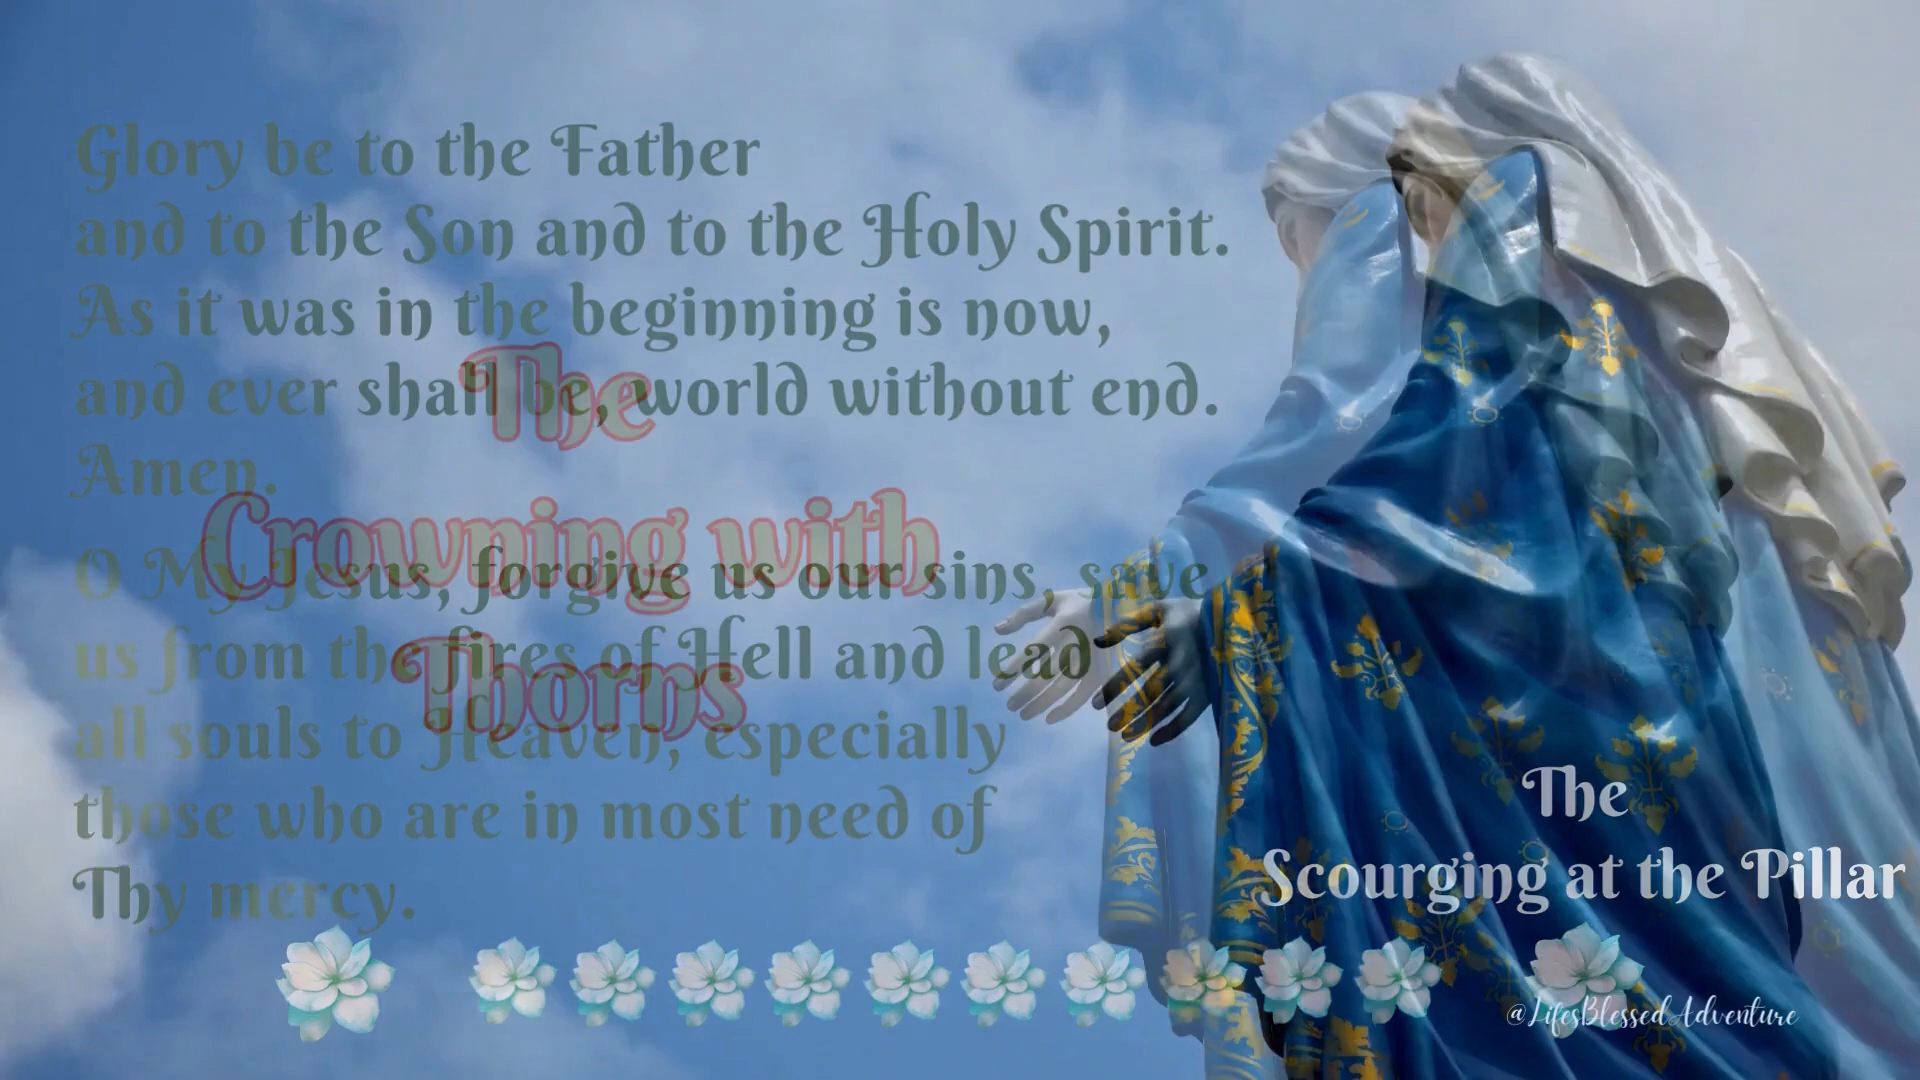 Glory be to the Father
and to the Son and to the Holy Spirit.
As it was in the beginning is now,
and ever shall be, world without end.
Amen.
O My Jesus, forgive us our sins, save
us from the fires of Hell and lead
all souls to Heaven, especially
those who are in most need of
Thy mercy.
The
Crowning with
Thorns
The
Scourging at the Pillar
@LifesBlessedAdventure